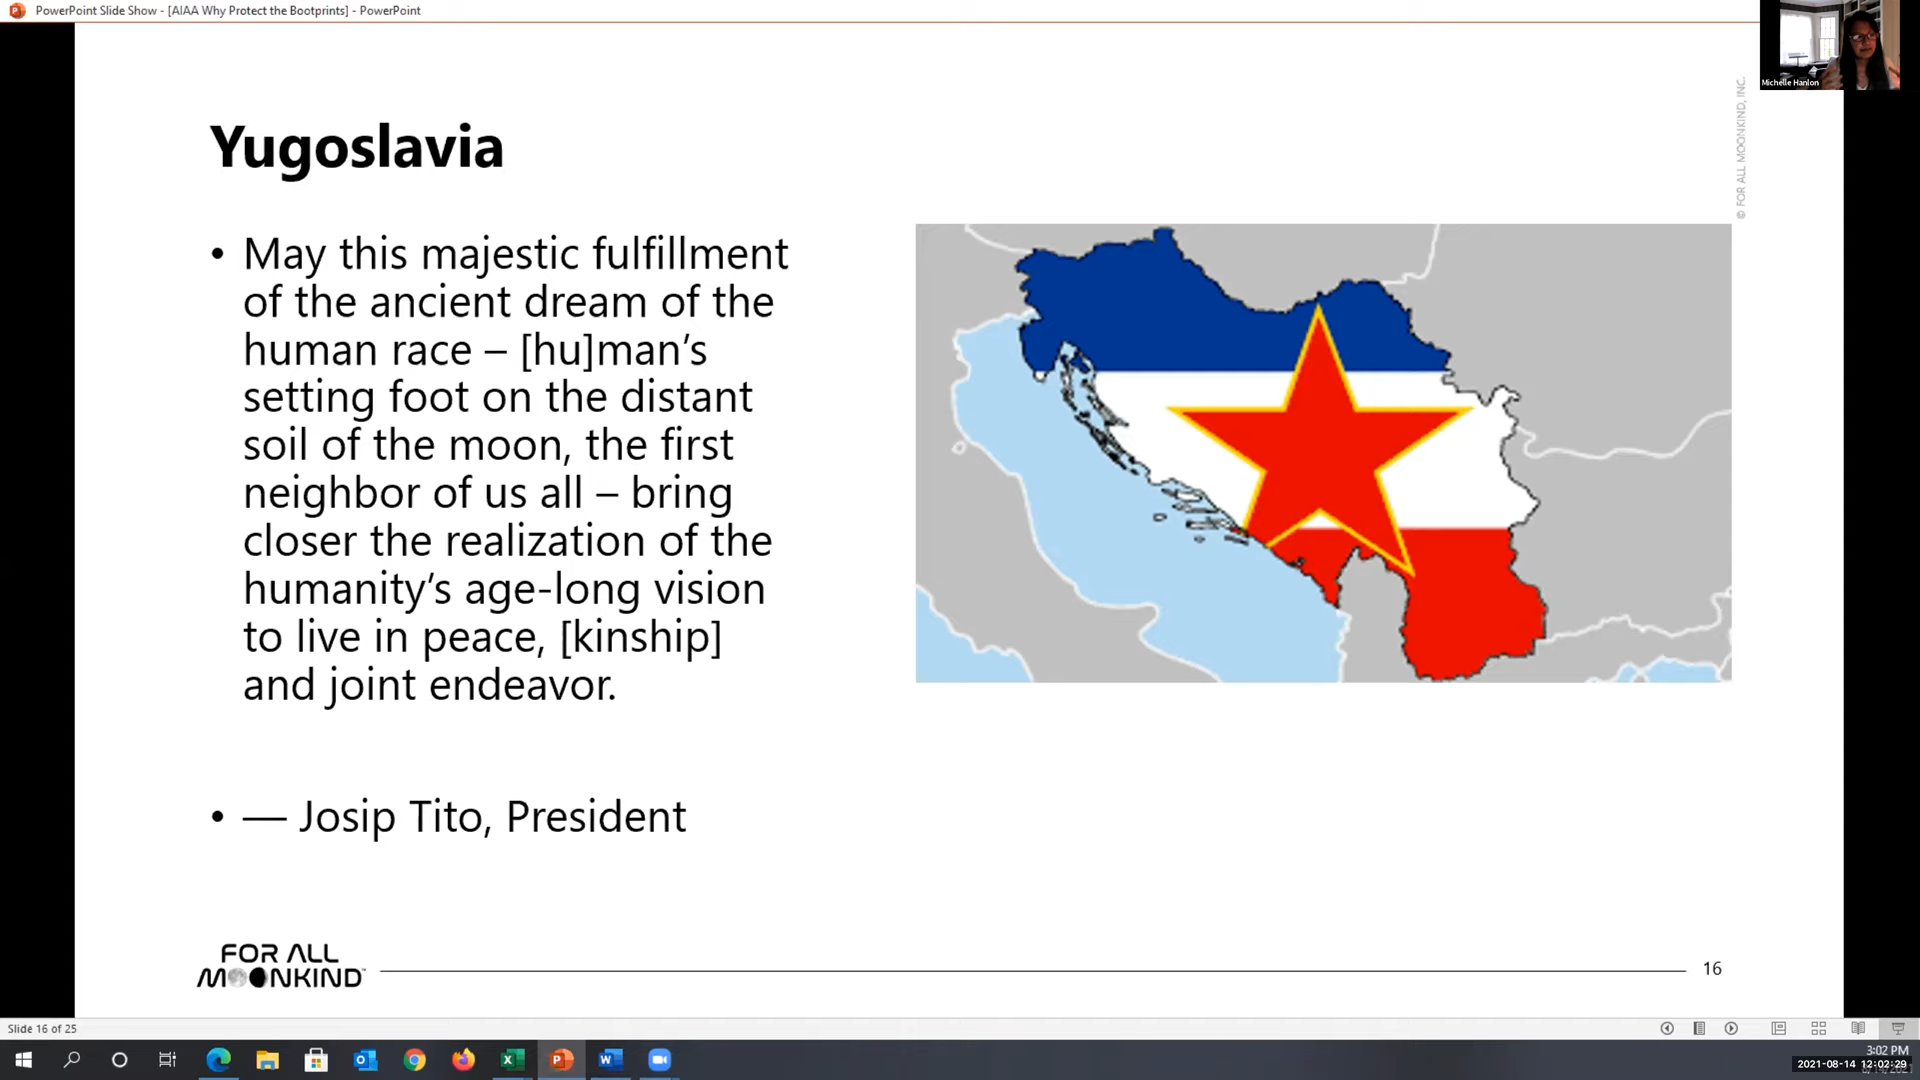 PowerPoint Slide Show - [AIAA Why Protect the Bootprints] - PowerPoint
Michelle Hanlon
© FOR ALL MOONKIND, INC.
Yugoslavia
• May this majestic fulfillment
of the ancient dream of the
human race – [hu]man’s
setting foot on the distant
soil of the moon, the first
neighbor of us all – bring
closer the realization of the
humanity’s age-long vision
to live in peace, [kinship]
and joint endeavor.
• — Josip Tito, President
FOR ALL
MOONKIND
16
Slide 16 of 25
3:02 PM
2021-08-14 12:02:29